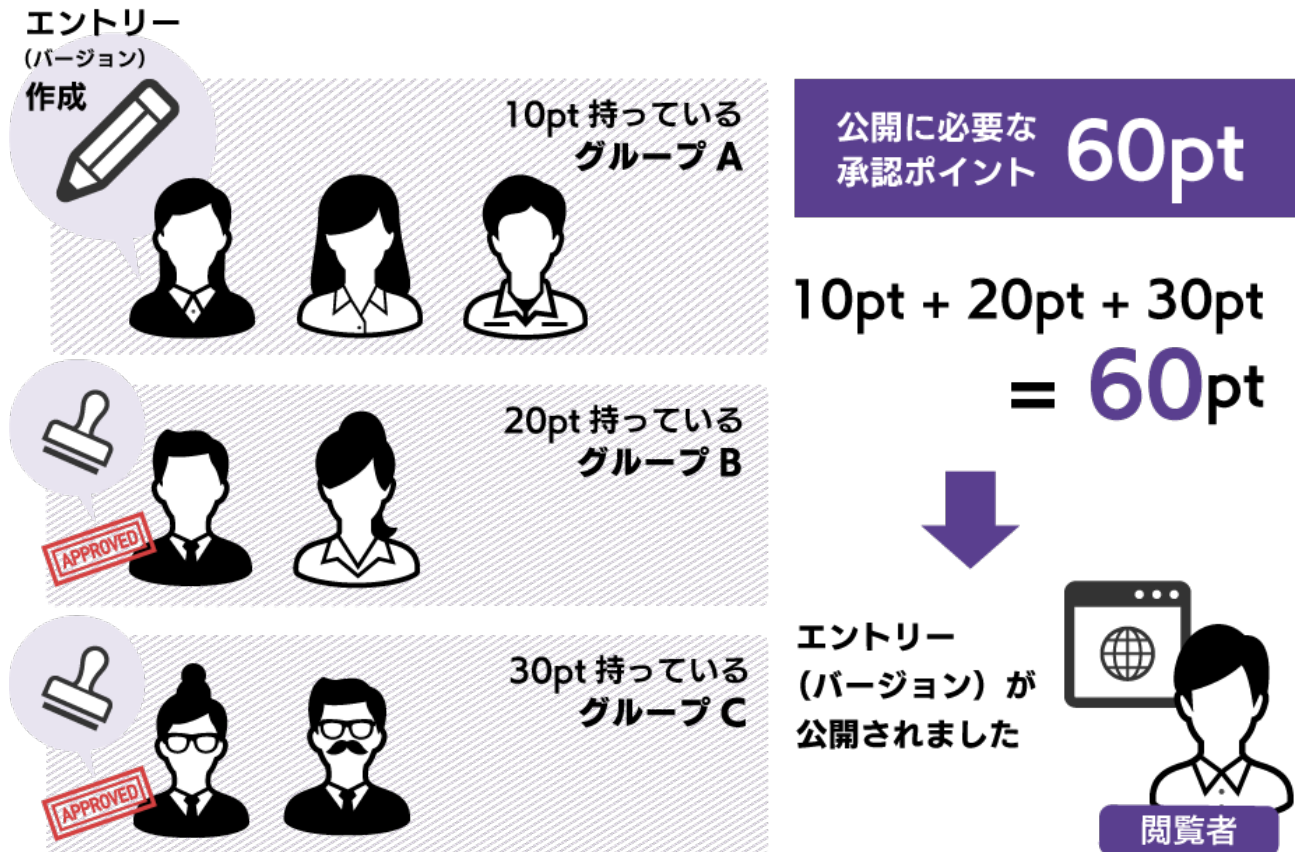 エントリー
(バージョン)
作成
10pt 持っている
グループ A
20pt 持っている
グループ B
APPROVED
30pt 持っている
グループ C
APPROVED
公開に必要な
承認ポイント
60pt
10pt + 20pt + 30pt
= 60pt
エントリー
(バージョン)が
公開されました
閲覧者